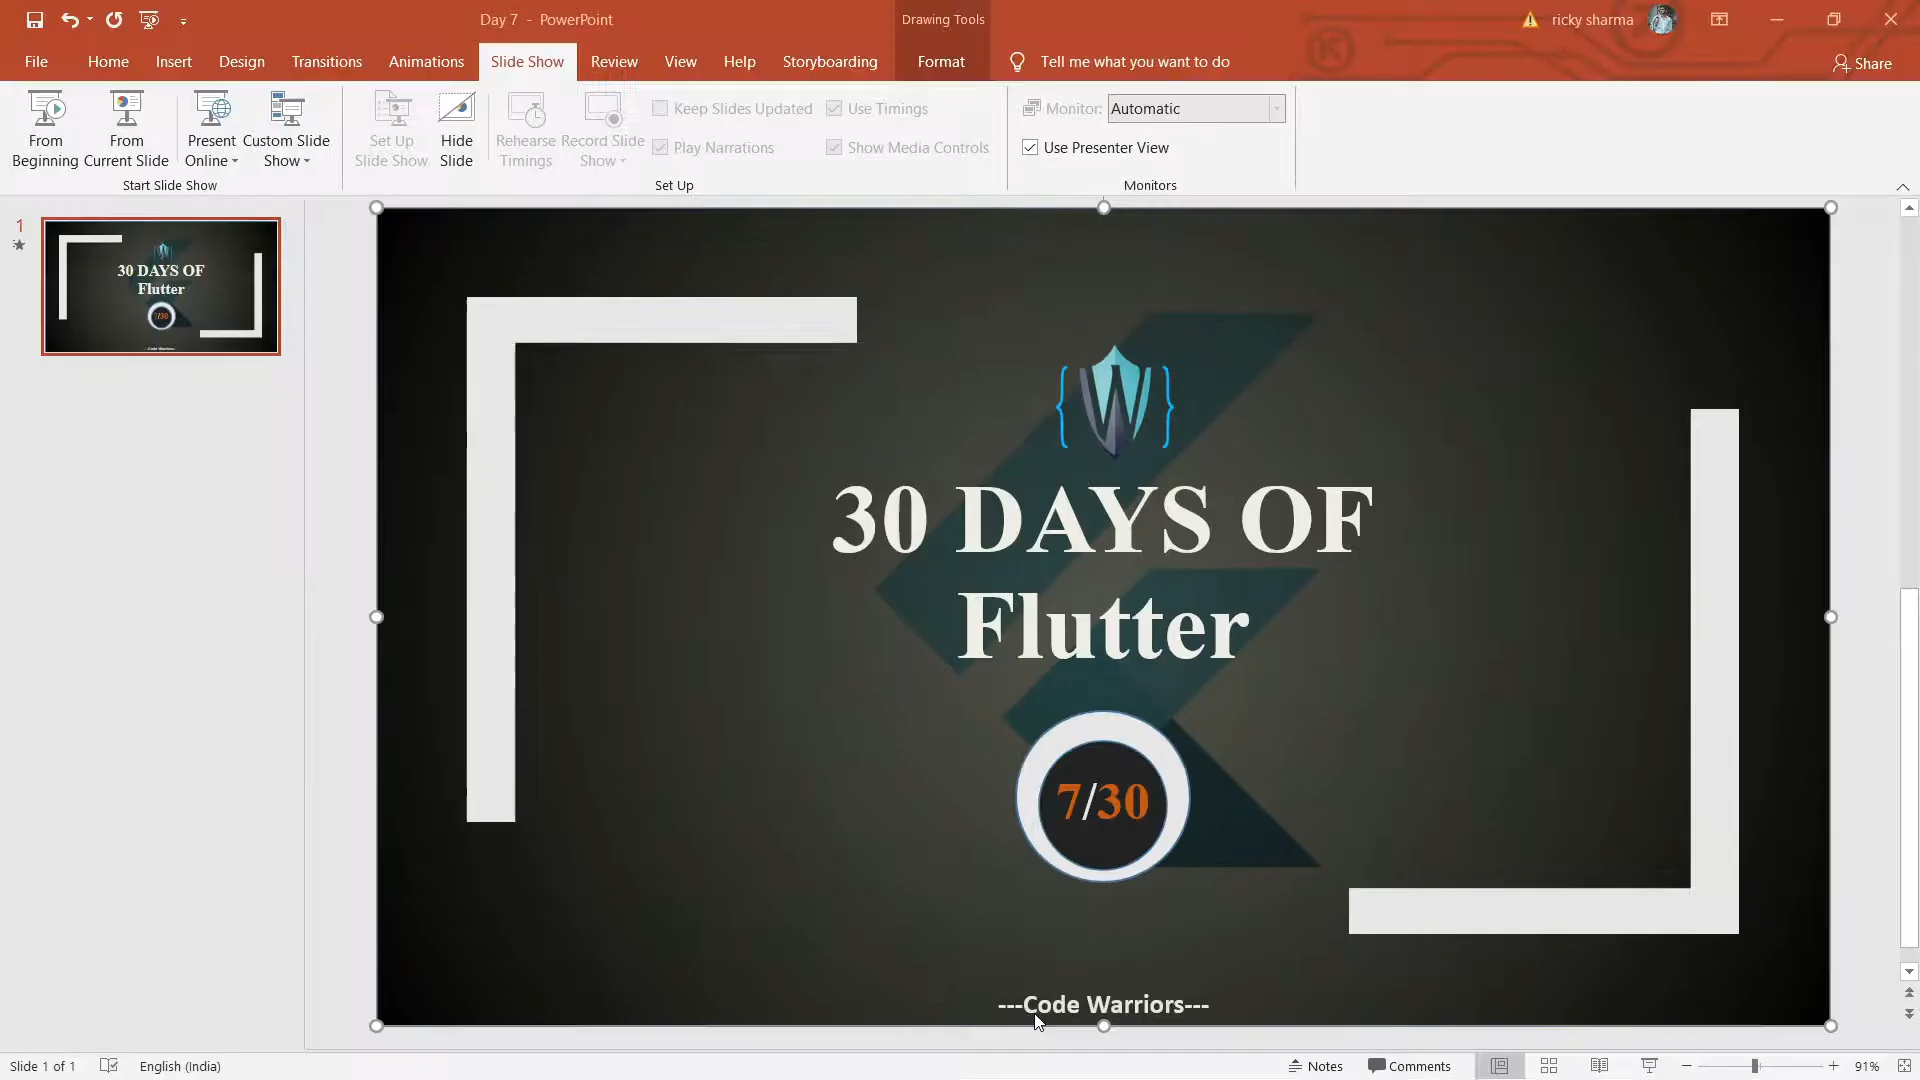 Day 7 - PowerPoint
Drawing Tools
ricky sharma
File Home Insert Design Transitions Animations Slide Show Review View Help Storyboarding Format Tell me what you want to do
Share
From Beginning
From Current Slide
Present Online
Custom Slide Show
Start Slide Show
Set Up Slide Show
Hide Slide
Rehearse Timings
Record Slide Show
Keep Slides Updated
Play Narrations
Use Timings
Show Media Controls
Set Up
Monitor: Automatic
Use Presenter View
Monitors
1
30 DAYS OF
Flutter
7/30
Code Warriors
30 DAYS OF
Flutter
7/30
---Code Warriors---
Slide 1 of 1
English (India)
Notes
Comments
91%